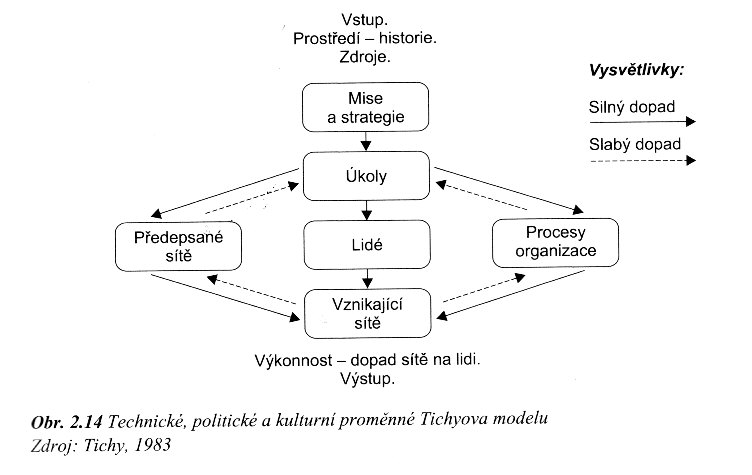 Vstup.
Prostředí – historie.
Zdroje.
Vysvětlivky:
Silný dopad
Slabý dopad
Mise
a strategie
Úkoly
Předepsané
sítě
Lidé
Procesy
organizace
Vznikající
sítě
Výkonnost – dopad sítě na lidi.
Výstup.
Obr. 2.14 Technické, politické a kulturní proměnné Tichyova modelu
Zdroj: Tichy, 1983